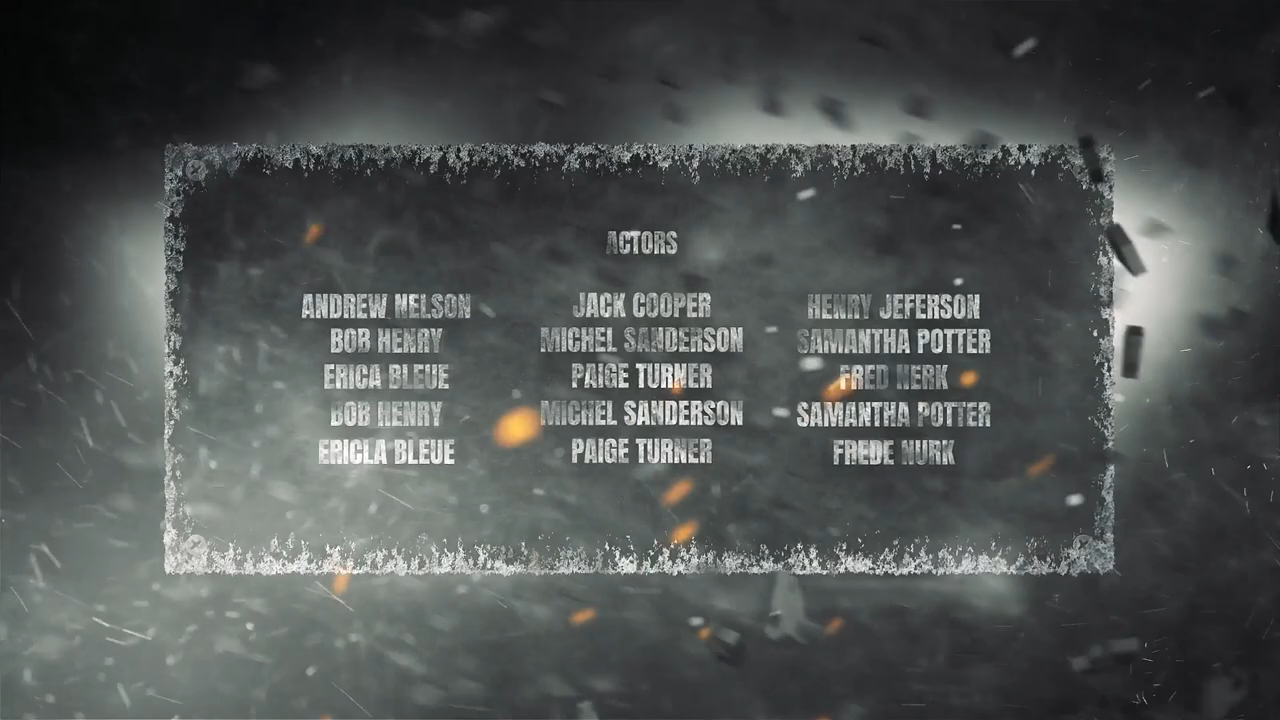 ACTORS
ANDREW NELSON JACK COOPER HENRY JEFERSON
BOB HENRY MICHEL SANDERSON SAMANTHA POTTER
ERICA BLEUE PAIGE TURNER FRED NERK
BOB HENRY MICHEL SANDERSON SAMANTHA POTTER
ERICLA BLEUE PAIGE TURNER FREDE NURK